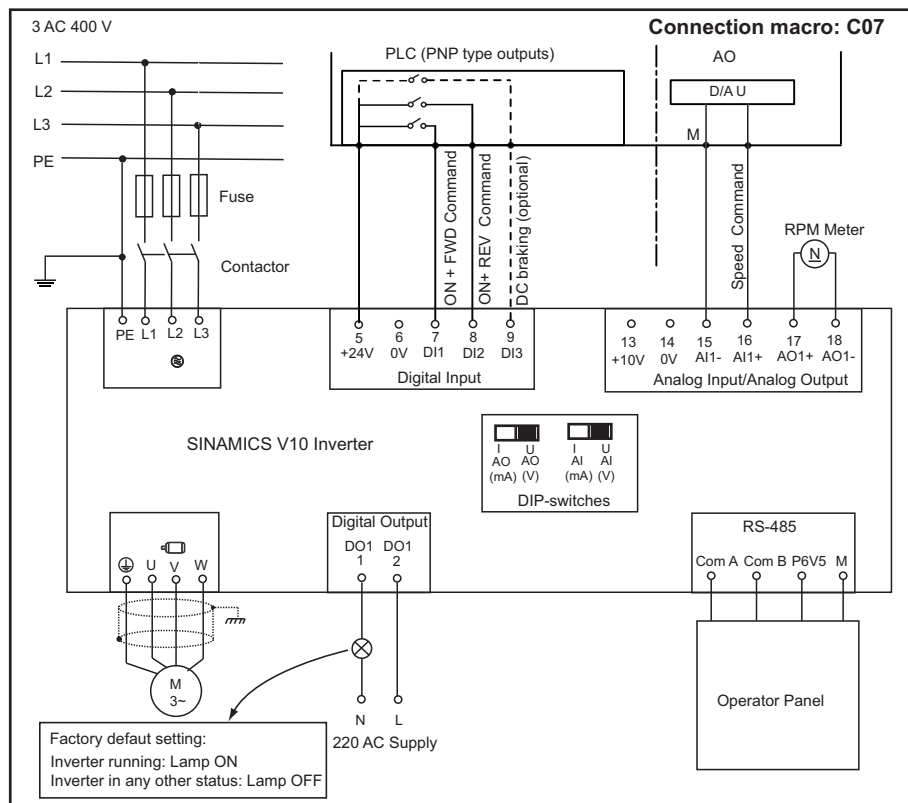 3 AC 400 V
Connection macro: C07
L1
L2
L3
PE
PLC (PNP type outputs)
AO
D/A U
M
Fuse
Contactor
ON + FWD Command
ON+ REV Command
DC braking (optional)
Speed Command
RPM Meter
N
PE L1 L2 L3
5 6 7 8 9
+24V 0V DI1 DI2 DI3
Digital Input
13 14 15 16 17 18
+10V 0V AI1- AI1+ AO1+ AO1-
Analog Input/Analog Output
SINAMICS V10 Inverter
I U I U
AO AO AI AI
(mA) (V) (mA) (V)
DIP-switches
U V W
Digital Output
DO1 DO1
1 2
RS-485
Com A Com B P6V5 M
M
3~
N L
220 AC Supply
Operator Panel
Factory defaut setting:
Inverter running: Lamp ON
Inverter in any other status: Lamp OFF